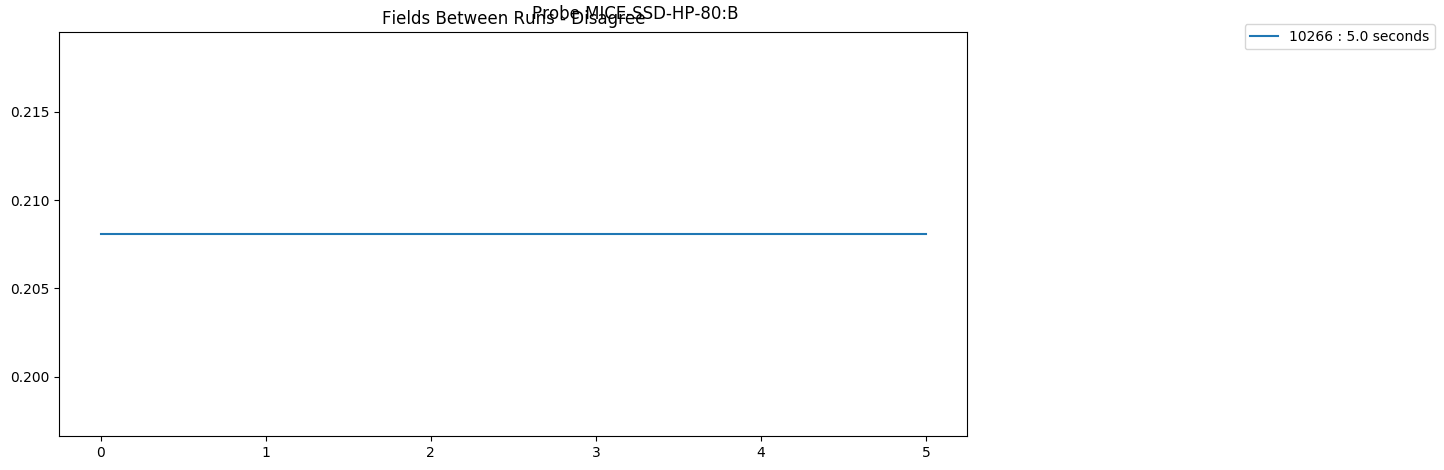 Probe MICE-SSD-HP-80:B
Fields Between Runs - Disagree
10266 : 5.0 seconds
0.215
0.210
0.205
0.200
0 1 2 3 4 5